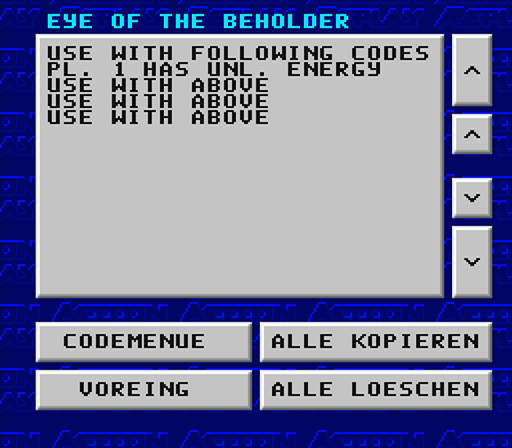 EYE OF THE BEHOLDER
USE WITH FOLLOWING CODES
PL. 1 HAS UNL. ENERGY
USE WITH ABOVE
USE WITH ABOVE
USE WITH ABOVE
CODEMENUE
ALLE KOPIEREN
VOREING
ALLE LOESCHEN